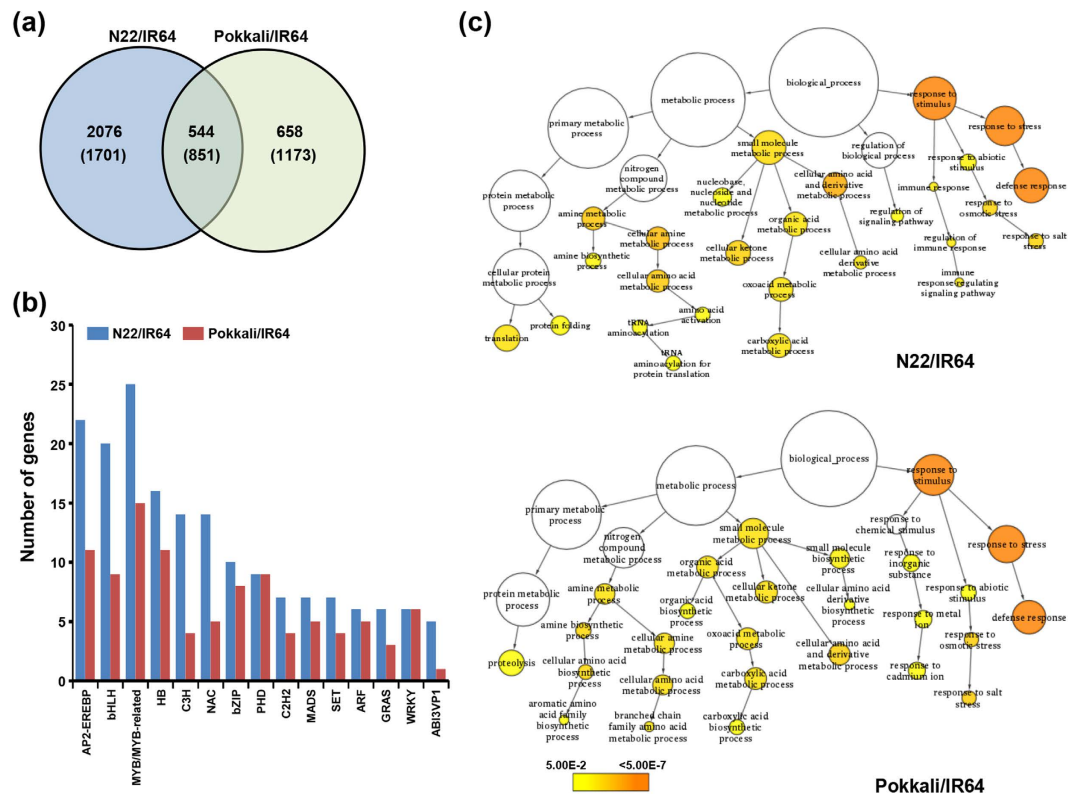 (a)
N22/IR64
Pokkali/IR64
2076
(1701)
544
(851)
658
(1173)
(b)
N22/IR64
Pokkali/IR64
Number of genes
30
25
20
15
10
5
0
AP2-EREBP
bHLH
MYB/MYB-related
HB
C3H
NAC
bZIP
PHD
C2H2
MADS
SET
ARF
GRAS
WRKY
ABI3VP1
(c)
biological_process
metabolic process
response to
stimulus
primary metabolic
process
response to stress
small molecule
metabolic process
regulation of
biological process
response to abiotic
stimulus
nitrogen
compound
metabolic process
nucleobase,
nucleoside and
nucleotide
metabolic process
cellular amino acid
and derivative
metabolic process
immune response
defense response
protein metabolic
process
amine metabolic
process
organic acid
metabolic process
regulation of
signaling pathway
response to
osmotic stress
cellular amine
metabolic process
cellular ketone
metabolic process
regulation of
immune response
response to salt
stress
amine biosynthetic
process
cellular amino acid
derivative
metabolic process
cellular protein
metabolic process
cellular amino acid
metabolic process
oxoacid metabolic
process
immune
response-regulating
signaling pathway
amino acid
activation
translation
protein folding
tRNA
aminoacylation
carboxylic acid
metabolic process
tRNA
aminoacylation for
protein translation
N22/IR64
biological_process
metabolic process
response to
stimulus
primary metabolic
process
response to
chemical stimulus
small molecule
metabolic process
nitrogen
compound
metabolic process
response to stress
organic acid
metabolic process
small molecule
biosynthetic
process
response to
inorganic
substance
protein metabolic
process
amine metabolic
process
cellular ketone
metabolic process
response to abiotic
stimulus
organic acid
biosynthetic
process
cellular amino acid
derivative
biosynthetic
process
response to metal
ion
defense response
amine biosynthetic
process
cellular amine
metabolic process
oxoacid metabolic
process
response to
osmotic stress
proteolysis
cellular amino acid
biosynthetic
process
cellular amino acid
and derivative
metabolic process
response to
cadmium ion
cellular amino acid
metabolic process
carboxylic acid
metabolic process
response to salt
stress
aromatic amino
acid family
biosynthetic process
branched chain
family amino acid
metabolic process
carboxylic acid
biosynthetic
process
5.00E-2
<5.00E-7
Pokkali/IR64